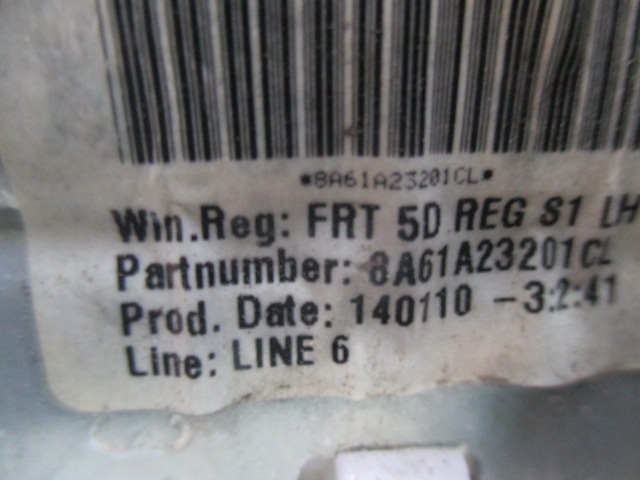 *8A61A23201CL*
Win.Reg: FRT 5D REG S1 LH
Partnumber: 8A61A23201CL
Prod. Date: 140110 - 3:2:41
Line: LINE 6